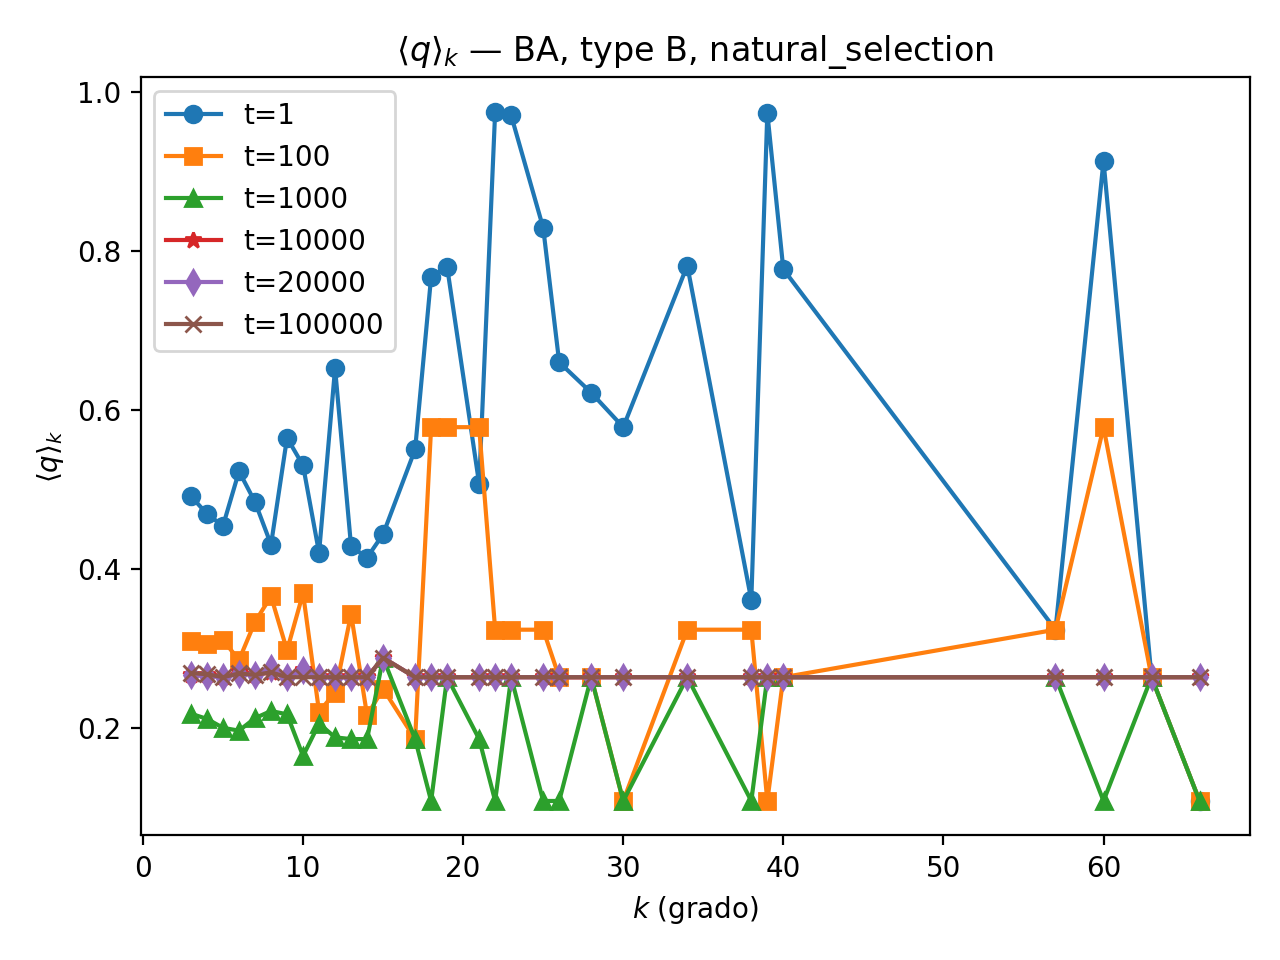 ⟨q⟩k — BA, type B, natural_selection
1.0
0.8
0.6
0.4
0.2
⟨q⟩k
t=1
t=100
t=1000
t=10000
t=20000
t=100000
0 10 20 30 40 50 60
k (grado)